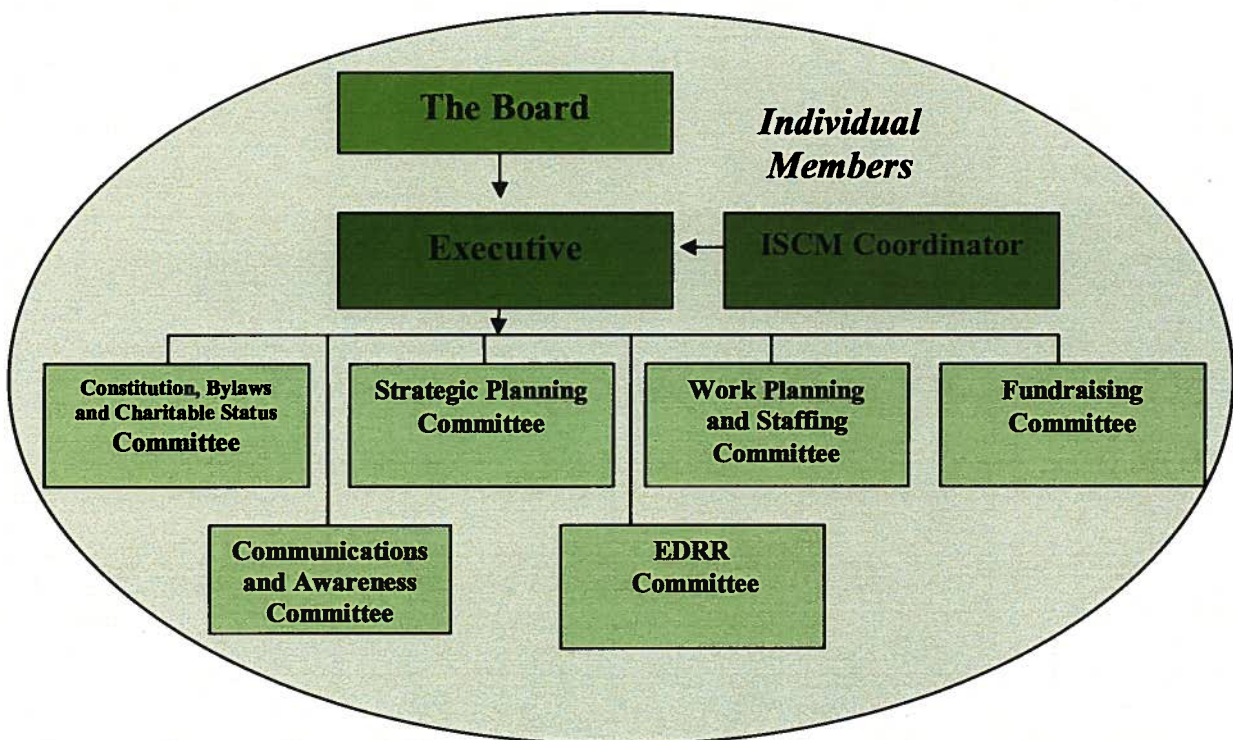 The Board
Individual
Members
Executive
ISCM Coordinator
Constitution, Bylaws
and Charitable Status
Committee
Strategic Planning
Committee
Work Planning
and Staffing
Committee
Fundraising
Committee
Communications
and Awareness
Committee
EDRR
Committee